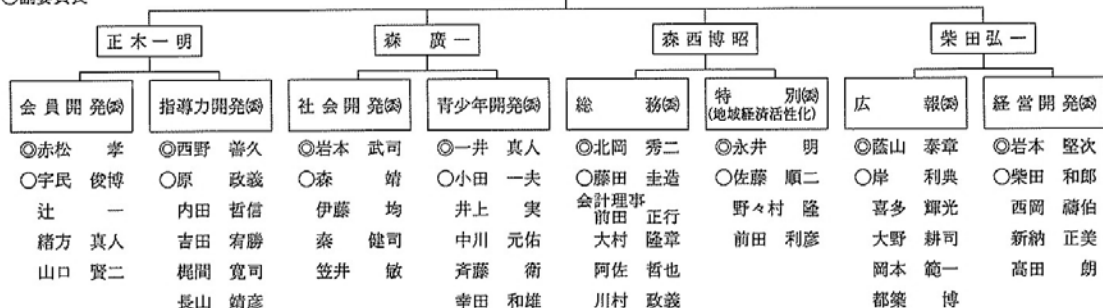 ○副委員長
正木一明
森 廣一
森西博昭
柴田弘一
会員開発(委)
指導力開発(委)
社会開発(委)
青少年開発(委)
総務(委)
特別(委)
(地域経済活性化)
広報(委)
経営開発(委)
◎赤松 孝
○宇民 俊博
辻 一
緒方 真人
山口 賢二
◎西野 善久
○原 政義
内田 哲信
吉田 宥勝
梶間 寛司
長山 靖彦
◎岩本 武司
○森 靖
伊藤 均
秦 健司
笠井 敏
◎一井 真人
○小田 一夫
井上 実
中川 元佑
斉藤 衛
幸田 和雄
◎北岡 秀二
○藤田 圭造
会計理事
前田 正行
大村 隆章
阿佐 哲也
川村 政義
◎永井 明
○佐藤 順二
野々村 隆
前田 利彦
◎蔭山 泰章
○岸 利典
喜多 輝光
大野 耕司
岡本 範一
都築 博
◎岩本 堅次
○柴田 和郎
西岡 禱伯
新納 正美
高田 朗